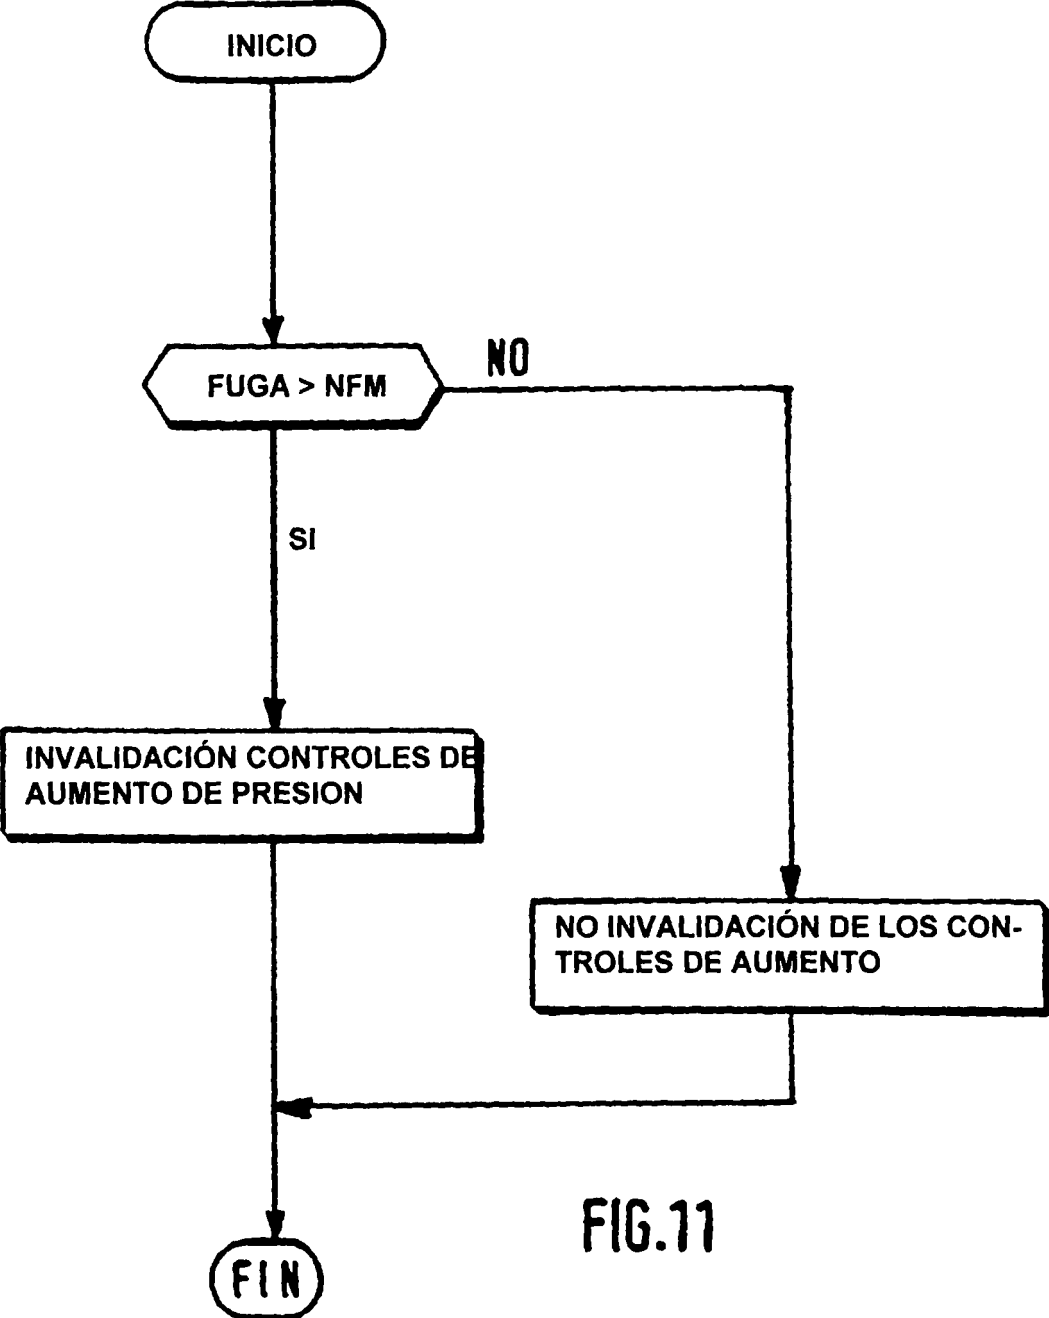 INICIO
FUGA > NFM
NO
SI
INVALIDACIÓN CONTROLES DE
AUMENTO DE PRESION
NO INVALIDACIÓN DE LOS CON-
TROLES DE AUMENTO
FIG.11
FIN